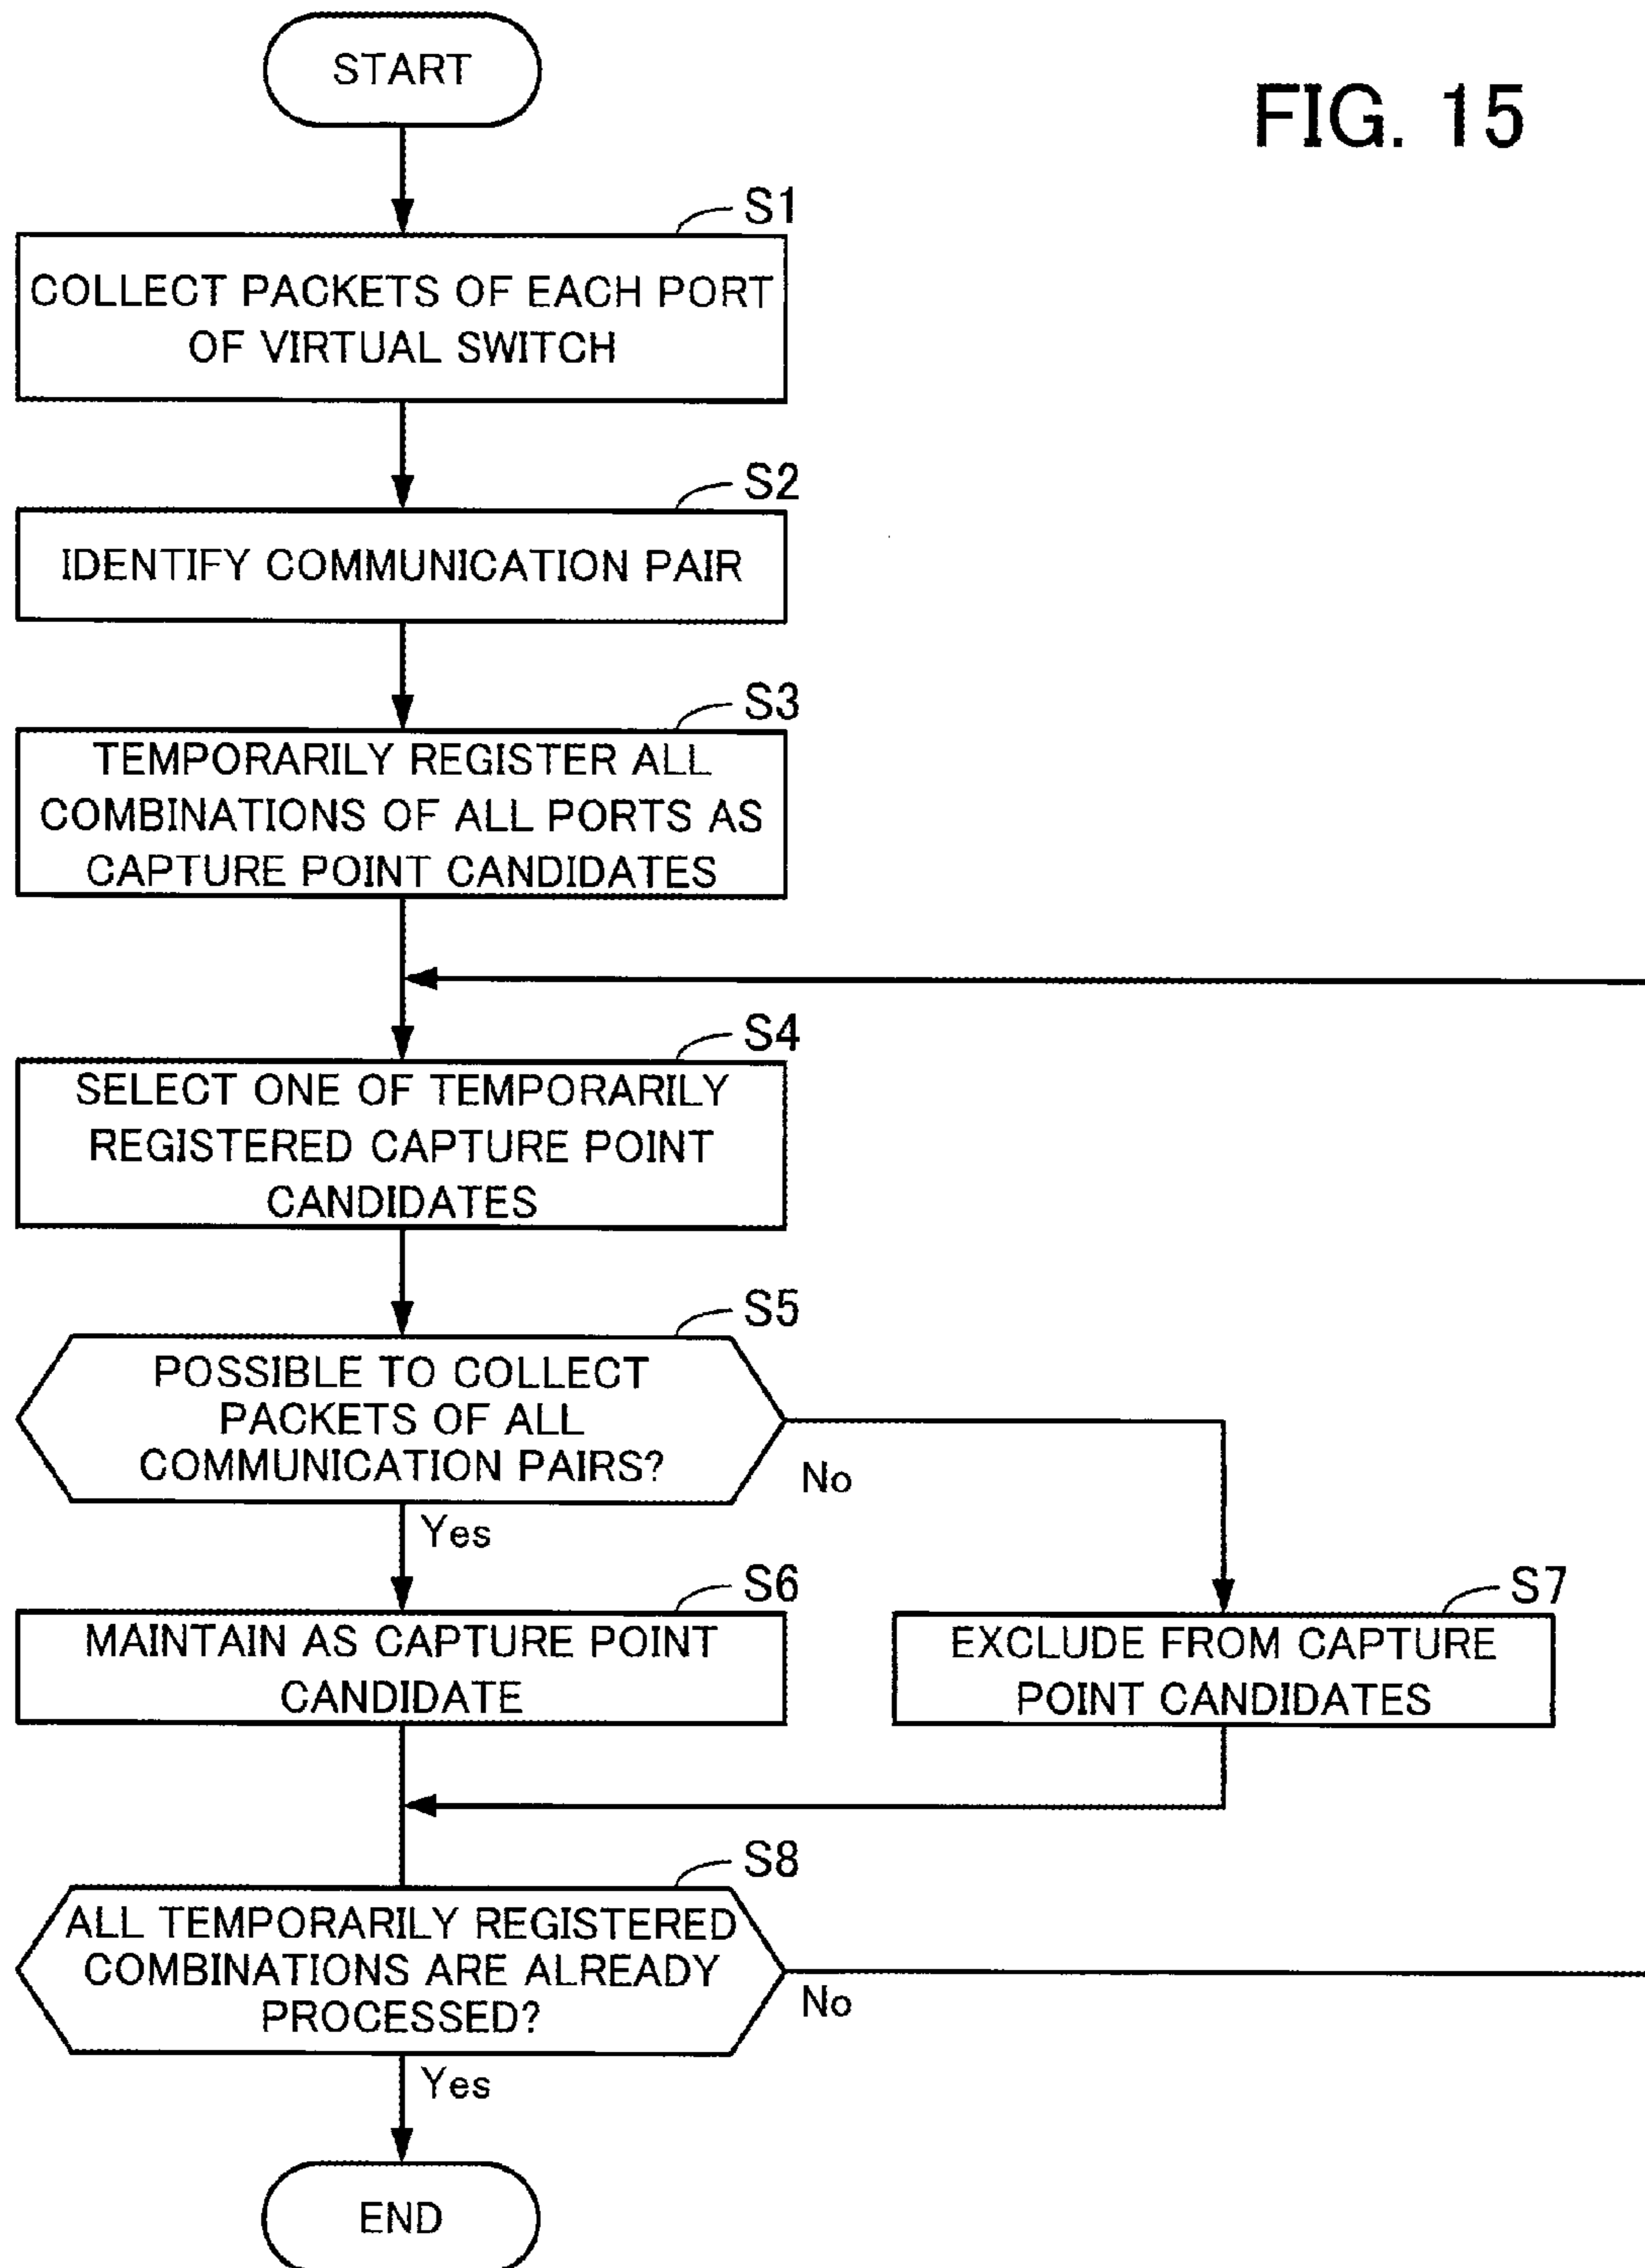 START
FIG. 15
S1
COLLECT PACKETS OF EACH PORT
OF VIRTUAL SWITCH
S2
IDENTIFY COMMUNICATION PAIR
S3
TEMPORARILY REGISTER ALL
COMBINATIONS OF ALL PORTS AS
CAPTURE POINT CANDIDATES
S4
SELECT ONE OF TEMPORARILY
REGISTERED CAPTURE POINT
CANDIDATES
S5
POSSIBLE TO COLLECT
PACKETS OF ALL
COMMUNICATION PAIRS?
No
Yes
S6
MAINTAIN AS CAPTURE POINT
CANDIDATE
S7
EXCLUDE FROM CAPTURE
POINT CANDIDATES
S8
ALL TEMPORARILY REGISTERED
COMBINATIONS ARE ALREADY
PROCESSED?
No
Yes
END